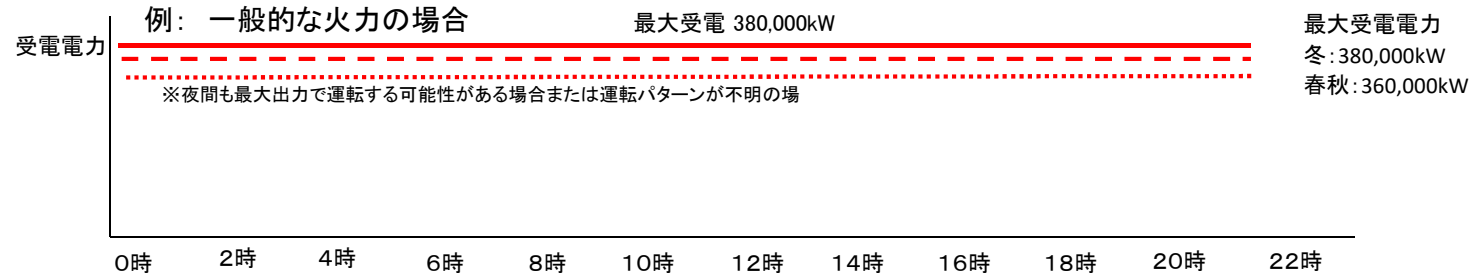 例： 一般的な火力の場合
最大受電 380,000kW
最大受電電力
冬：380,000kW
春秋：360,000kW
受電電力
※夜間も最大出力で運転する可能性がある場合または運転パターンが不明の場
0時 2時 4時 6時 8時 10時 12時 14時 16時 18時 20時 22時